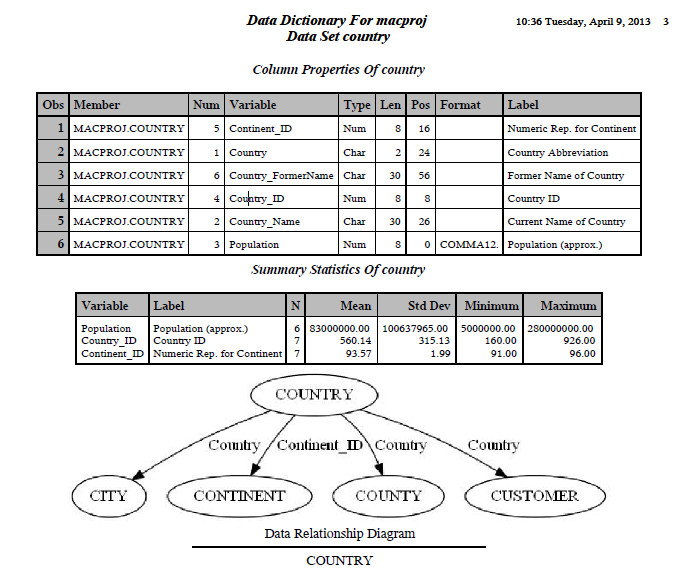 Data Dictionary For macproj
10:36 Tuesday, April 9, 2013 3
Data Set country
Column Properties Of country
Obs Member Num Variable Type Len Pos Format Label
1 MACPROJ.COUNTRY 5 Continent_ID Num 8 16 Numeric Rep. for Continent
2 MACPROJ.COUNTRY 1 Country Char 2 24 Country Abbreviation
3 MACPROJ.COUNTRY 6 Country_FormerName Char 30 56 Former Name of Country
4 MACPROJ.COUNTRY 4 Country_ID Num 8 8 Country ID
5 MACPROJ.COUNTRY 2 Country_Name Char 30 26 Current Name of Country
6 MACPROJ.COUNTRY 3 Population Num 8 0 COMMA12. Population (approx.)
Summary Statistics Of country
Variable Label N Mean Std Dev Minimum Maximum
Population Population (approx.) 6 83000000.00 100637965.00 5000000.00 280000000.00
Country_ID Country ID 7 560.14 315.13 160.00 926.00
Continent_ID Numeric Rep. for Continent 7 93.57 1.99 91.00 96.00
COUNTRY
Country Continent_ID Country Country
CITY CONTINENT COUNTY CUSTOMER
Data Relationship Diagram
COUNTRY